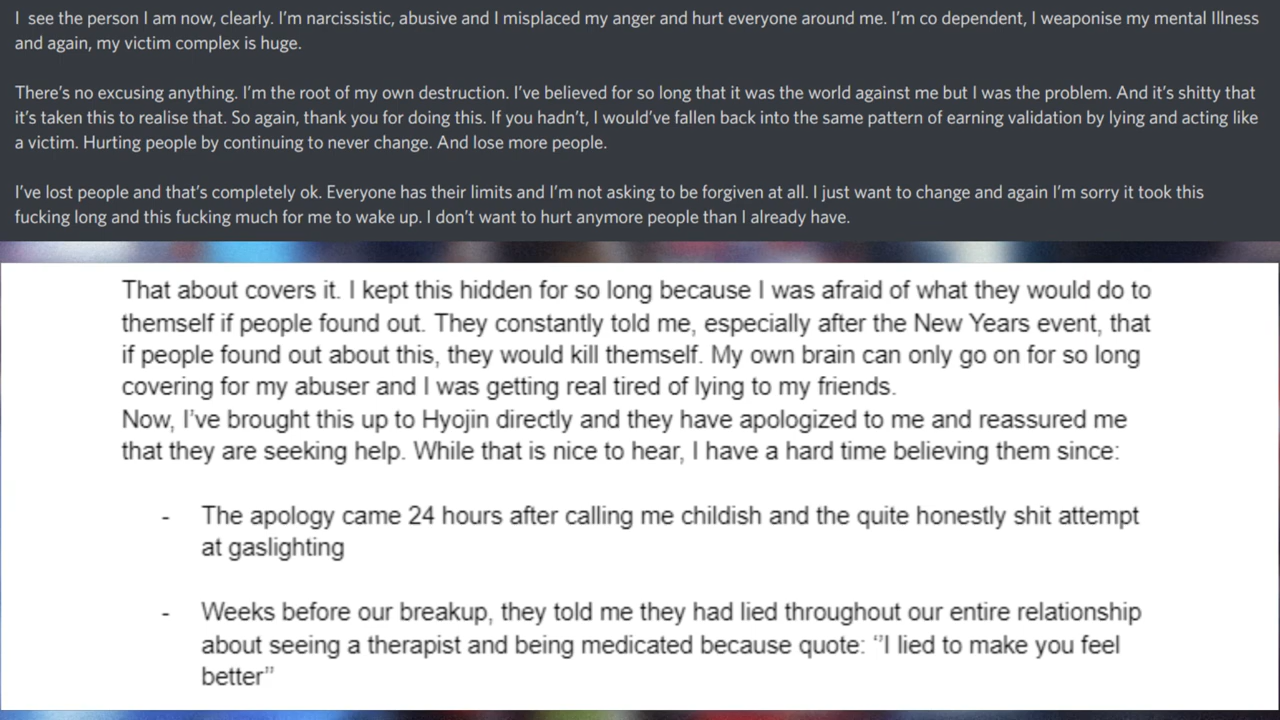 I see the person I am now, clearly. I'm narcissistic, abusive and I misplaced my anger and hurt everyone around me. I'm co dependent, I weaponise my mental Illness
and again, my victim complex is huge.
There's no excusing anything. I'm the root of my own destruction. I've believed for so long that it was the world against me but I was the problem. And it's shitty that
it's taken this to realise that. So again, thank you for doing this. If you hadn't, I would've fallen back into the same pattern of earning validation by lying and acting like
a victim. Hurting people by continuing to never change. And lose more people.
I've lost people and that's completely ok. Everyone has their limits and I'm not asking to be forgiven at all. I just want to change and again I'm sorry it took this
fucking long and this fucking much for me to wake up. I don't want to hurt anymore people than I already have.
That about covers it. I kept this hidden for so long because I was afraid of what they would do to
themself if people found out. They constantly told me, especially after the New Years event, that
if people found out about this, they would kill themself. My own brain can only go on for so long
covering for my abuser and I was getting real tired of lying to my friends.
Now, I've brought this up to Hyojin directly and they have apologized to me and reassured me
that they are seeking help. While that is nice to hear, I have a hard time believing them since:
- The apology came 24 hours after calling me childish and the quite honestly shit attempt
at gaslighting
- Weeks before our breakup, they told me they had lied throughout our entire relationship
about seeing a therapist and being medicated because quote: "I lied to make you feel
better"